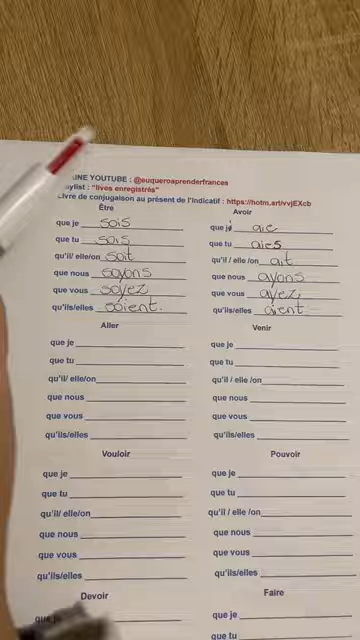 INE YOUTUBE : @euqueroaprenderfrances
aylist : "lives enregistrés"
Livre de conjugaison au présent de l'indicatif : https://hotm.art/vvjEXcb
Être
que je sois
que tu sois
qu'il/ elle/on soit
que nous soyons
que vous soyez
qu'ils/elles soient.
Avoir
que j' aie
que tu aies
qu'il / elle /on ait
que nous ayons
que vous ayez,
qu'ils/elles aient
Aller
que je
que tu
qu'il/ elle/on
que nous
que vous
qu'ils/elles
Venir
que je
que tu
qu'il / elle /on
que nous
que vous
qu'ils/elles
Vouloir
que je
que tu
qu'il/ elle/on
que nous
que vous
qu'ils/elles
Pouvoir
que je
que tu
qu'il / elle /on
que nous
que vous
qu'ils/elles
Devoir
que je
Faire
que je
que tu